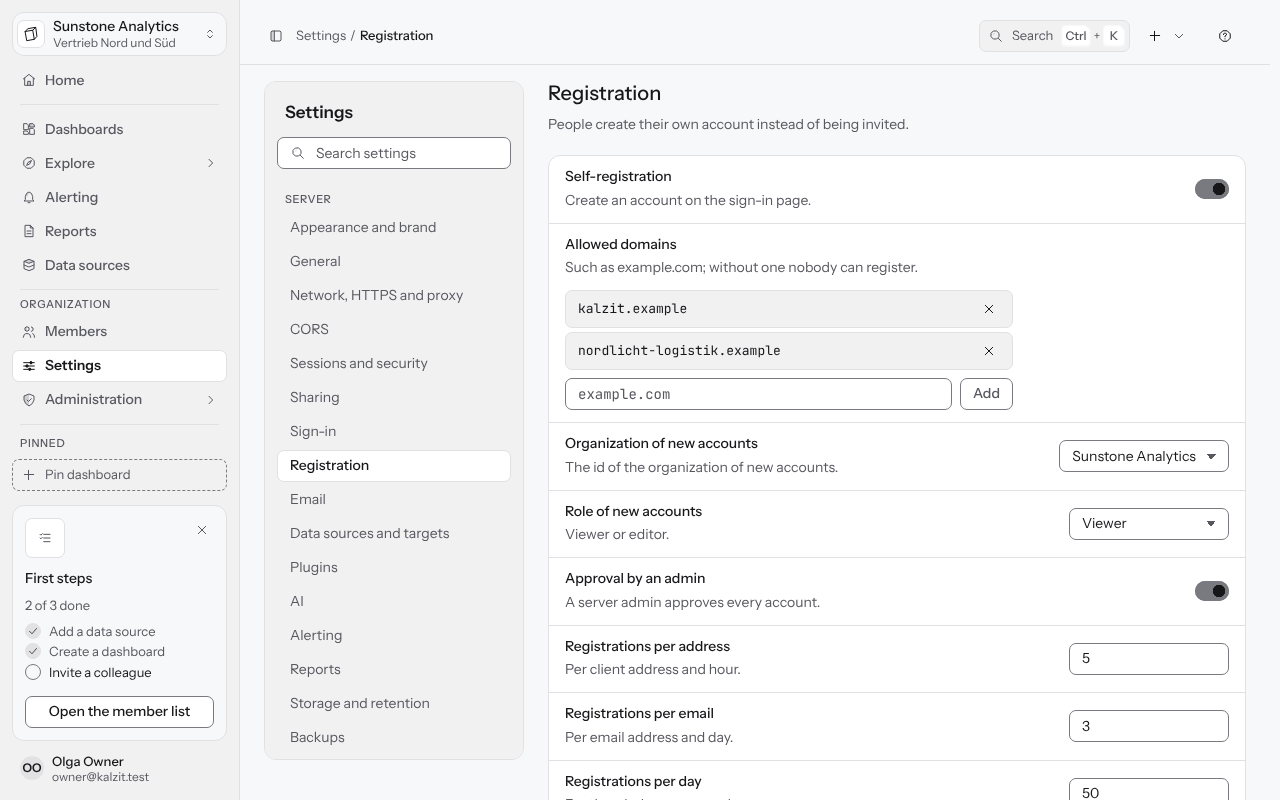 Sunstone Analytics
Vertrieb Nord und Süd
Home
Dashboards
Explore
Alerting
Reports
Data sources
ORGANIZATION
Members
Settings
Administration
PINNED
Pin dashboard
First steps
2 of 3 done
Add a data source
Create a dashboard
Invite a colleague
Open the member list
OO
Olga Owner
owner@kalzit.test
Settings / Registration
Search Ctrl + K
Settings
Search settings
SERVER
Appearance and brand
General
Network, HTTPS and proxy
CORS
Sessions and security
Sharing
Sign-in
Registration
Email
Data sources and targets
Plugins
AI
Alerting
Reports
Storage and retention
Backups
Registration
People create their own account instead of being invited.
Self-registration
Create an account on the sign-in page.
Allowed domains
Such as example.com; without one nobody can register.
kalzit.example
nordlicht-logistik.example
example.com
Add
Organization of new accounts
The id of the organization of new accounts.
Sunstone Analytics
Role of new accounts
Viewer or editor.
Viewer
Approval by an admin
A server admin approves every account.
Registrations per address
Per client address and hour.
5
Registrations per email
Per email address and day.
3
Registrations per day
50